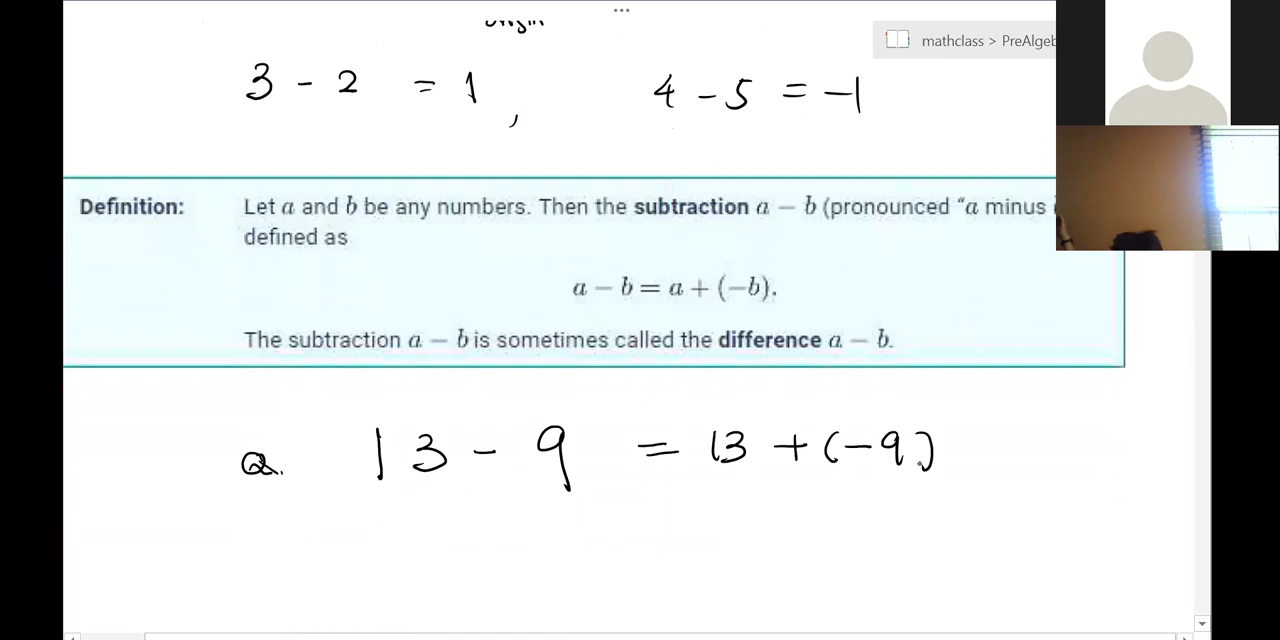 mathclass > PreAlgeb
3 - 2 = 1 , 4 - 5 = -1
Definition: Let a and b be any numbers. Then the subtraction a − b (pronounced "a minus
defined as
a − b = a + (−b).
The subtraction a − b is sometimes called the difference a − b.
Q. 13 - 9 = 13 + (-9)